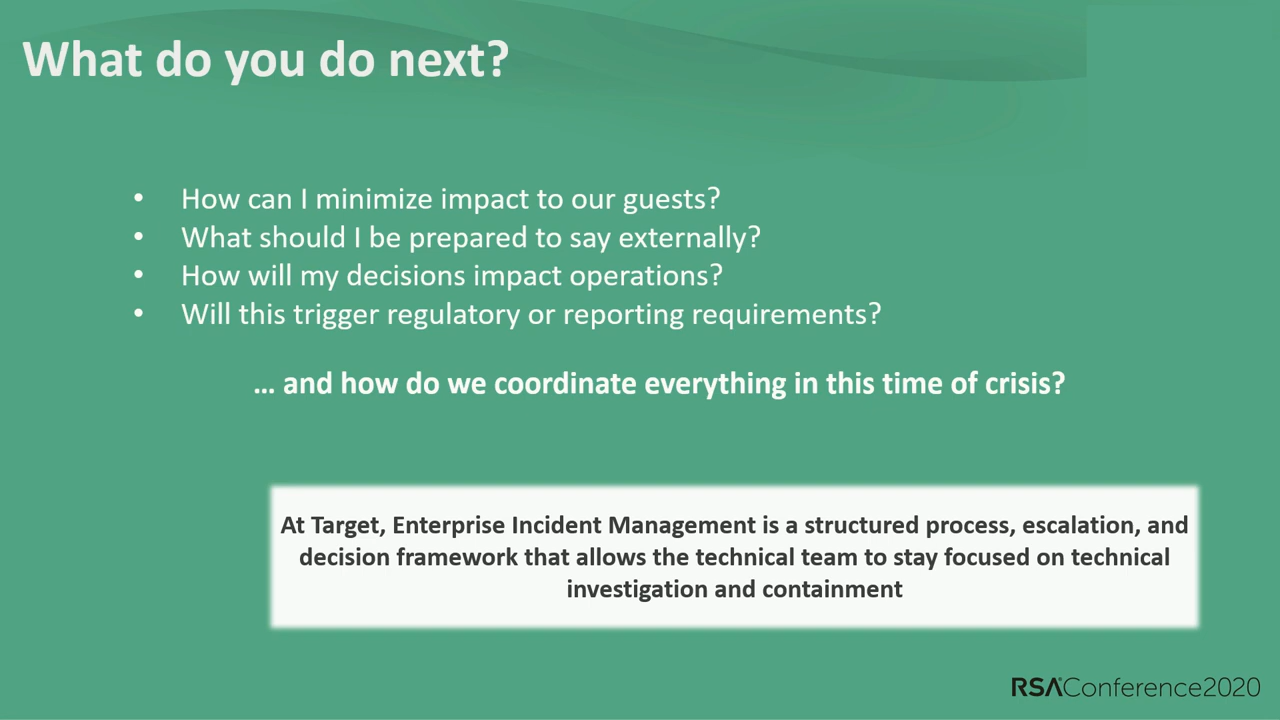 What do you do next?
• How can I minimize impact to our guests?
• What should I be prepared to say externally?
• How will my decisions impact operations?
• Will this trigger regulatory or reporting requirements?
... and how do we coordinate everything in this time of crisis?
At Target, Enterprise Incident Management is a structured process, escalation, and
decision framework that allows the technical team to stay focused on technical
investigation and containment
RSAConference2020